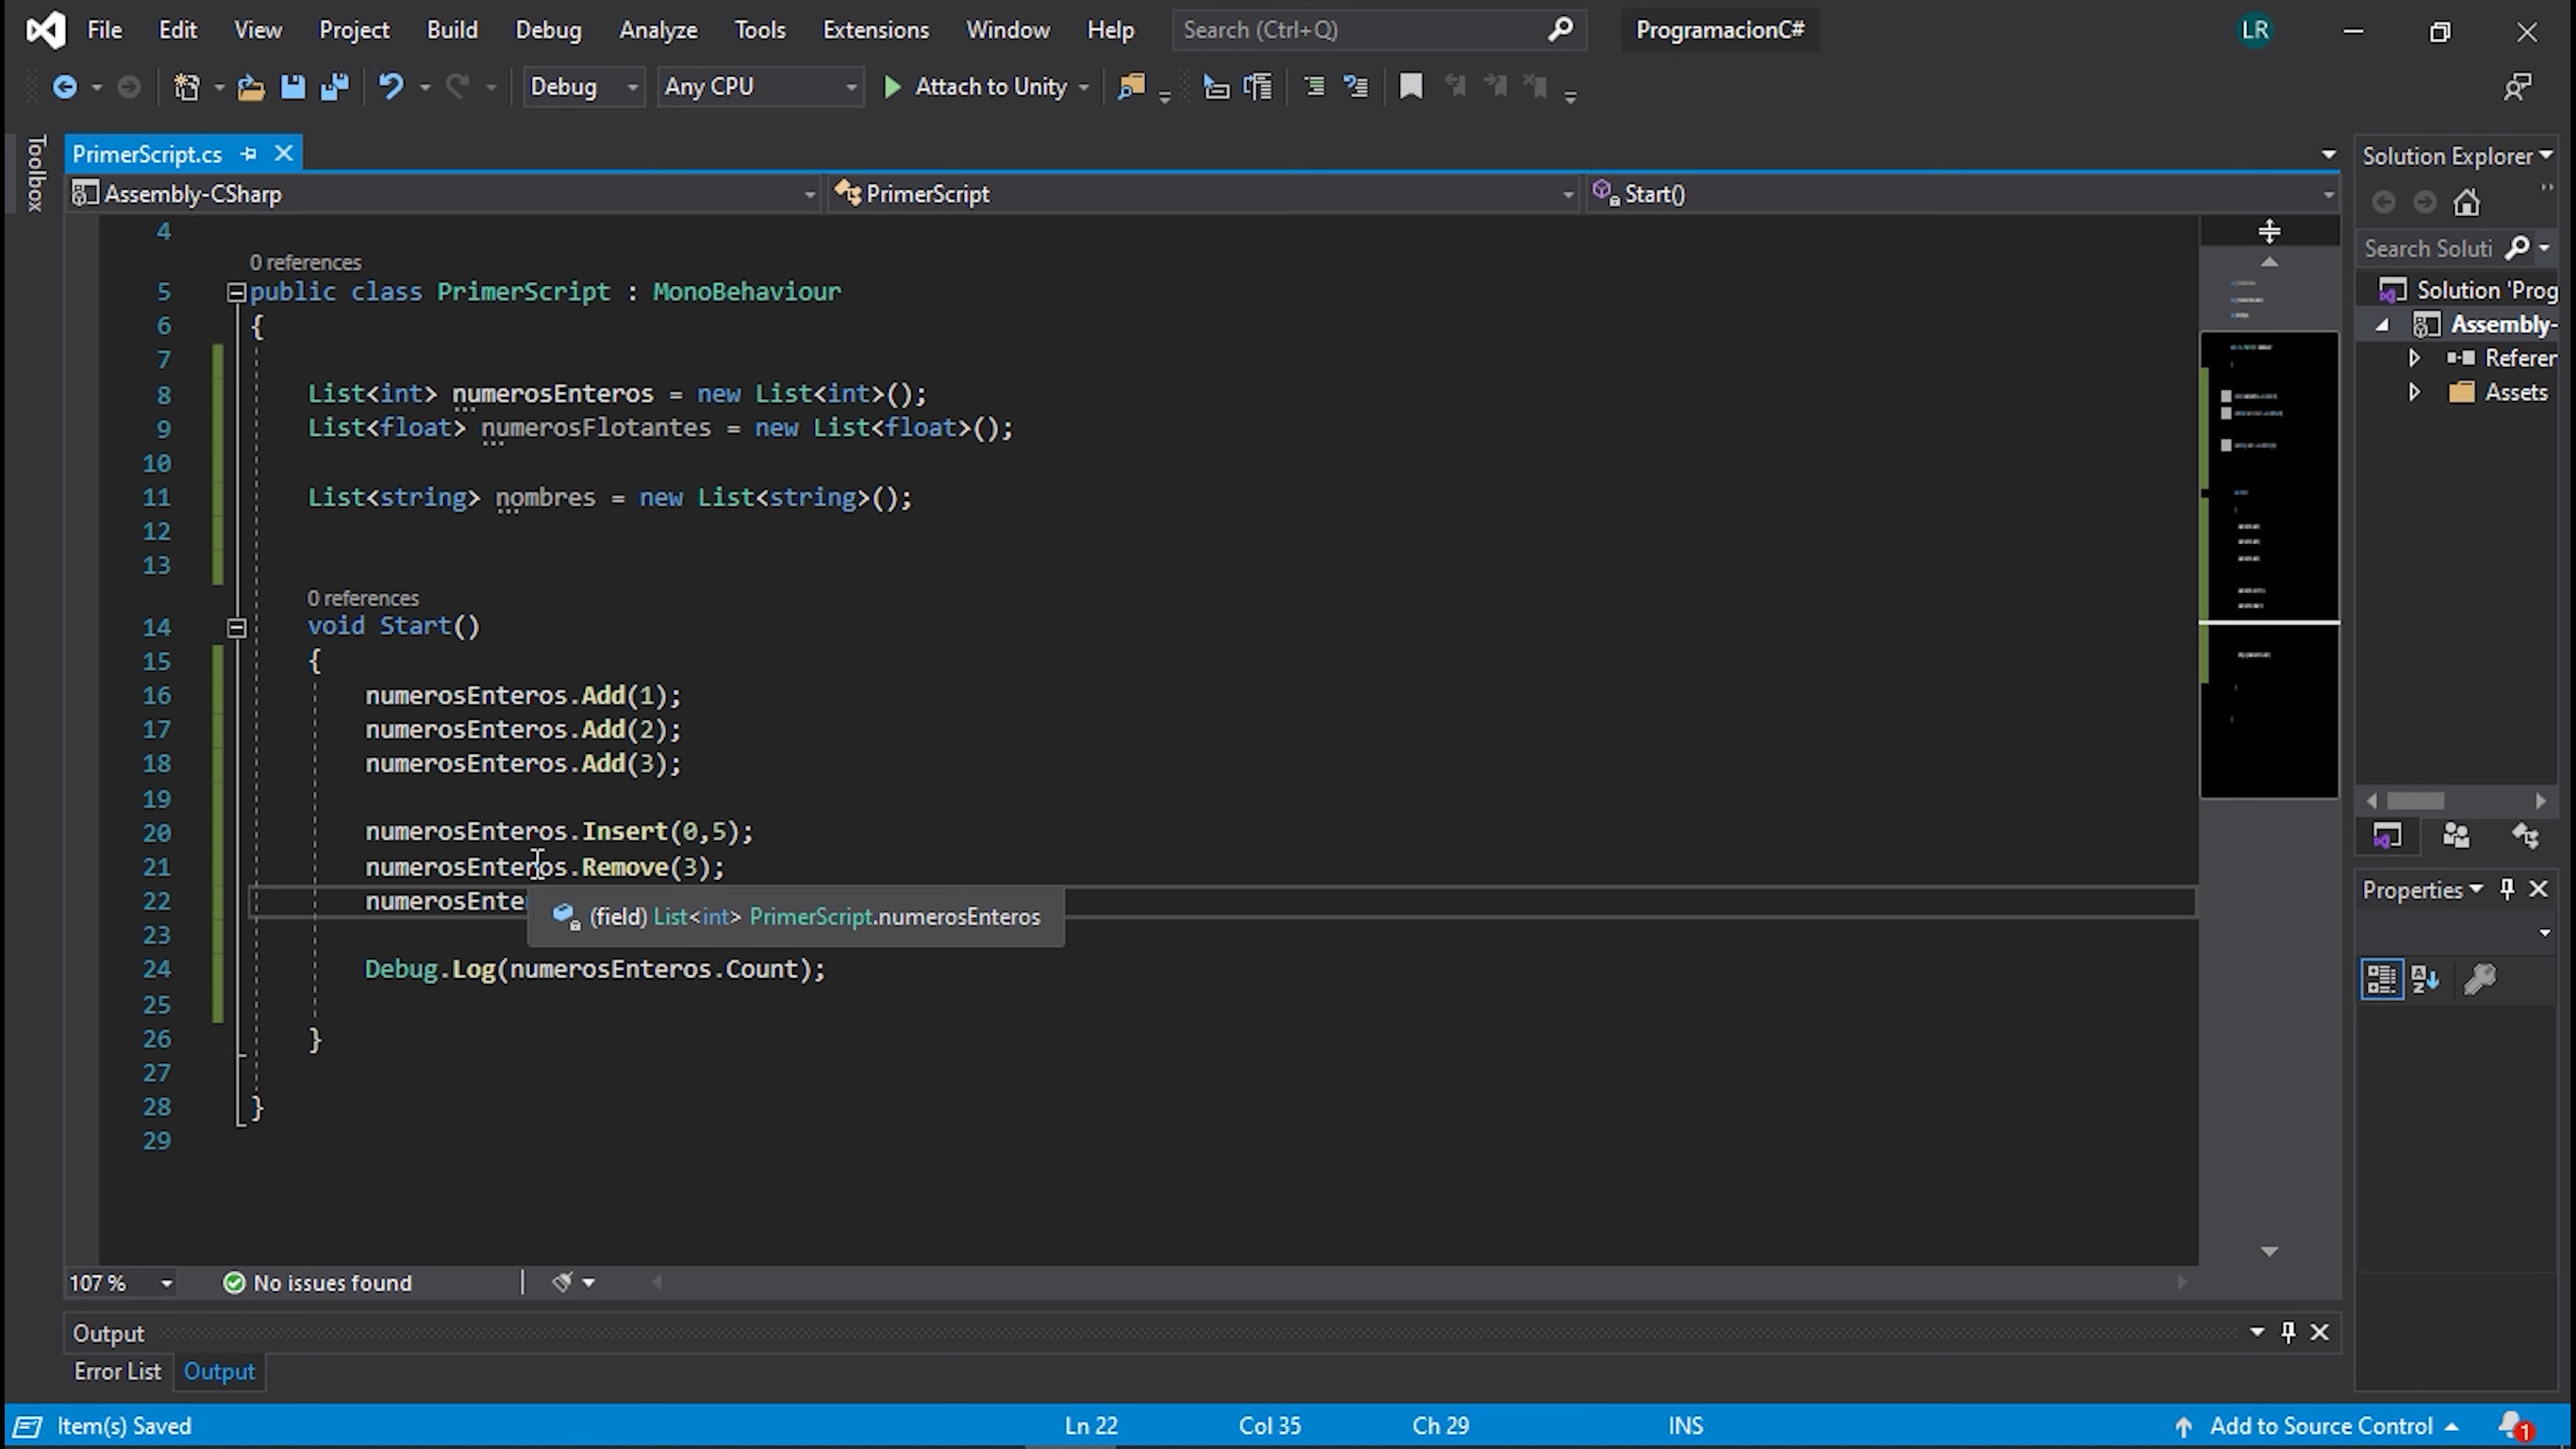 File Edit View Project Build Debug Analyze Tools Extensions Window Help Search (Ctrl+Q) ProgramacionC# LR
Debug Any CPU Attach to Unity
Toolbox
PrimerScript.cs
Assembly-CSharp PrimerScript Start()
4
0 references
5 public class PrimerScript : MonoBehaviour
6 {
7
8 List<int> numerosEnteros = new List<int>();
9 List<float> numerosFlotantes = new List<float>();
10
11 List<string> nombres = new List<string>();
12
13
0 references
14 void Start()
15 {
16 numerosEnteros.Add(1);
17 numerosEnteros.Add(2);
18 numerosEnteros.Add(3);
19
20 numerosEnteros.Insert(0,5);
21 numerosEnteros.Remove(3);
22 numerosEnter
(field) List<int> PrimerScript.numerosEnteros
23
24 Debug.Log(numerosEnteros.Count);
25
26 }
27
28 }
29
107 % No issues found
Output
Error List Output
Item(s) Saved Ln 22 Col 35 Ch 29 INS Add to Source Control 1
Solution Explorer
Search Soluti
Solution 'Prog
Assembly-
Referen
Assets
Properties